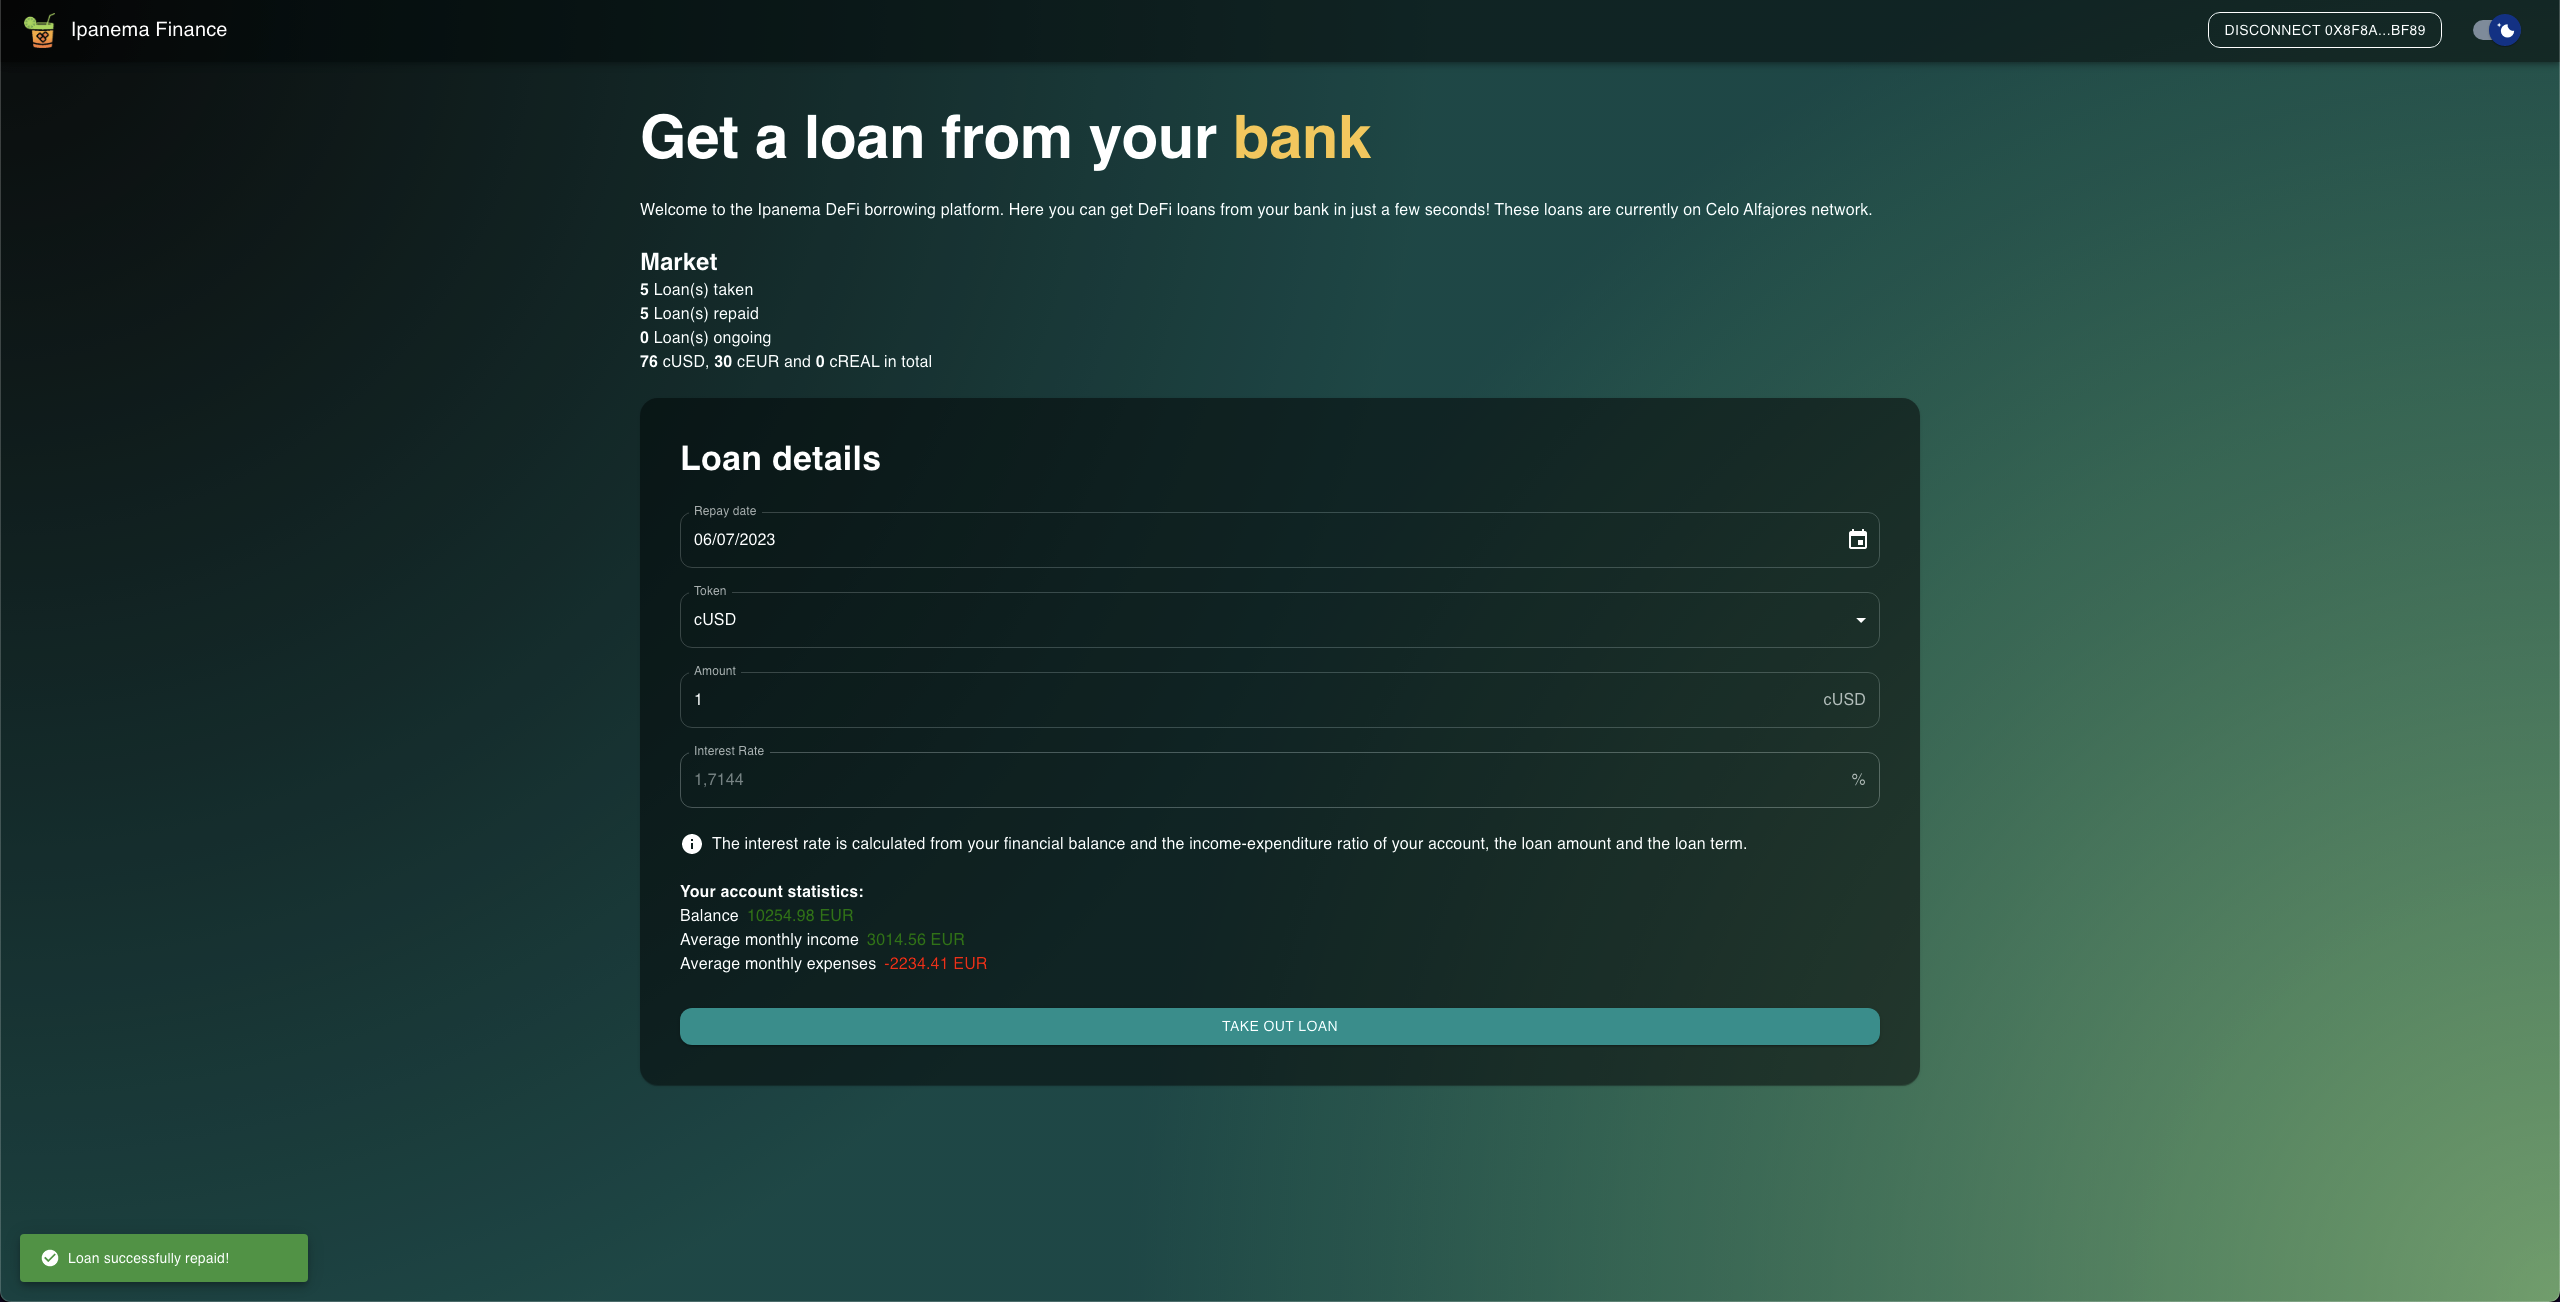 Ipanema Finance
DISCONNECT 0X8F8A...BF89
Get a loan from your bank
Welcome to the Ipanema DeFi borrowing platform. Here you can get DeFi loans from your bank in just a few seconds! These loans are currently on Celo Alfajores network.
Market
5 Loan(s) taken
5 Loan(s) repaid
0 Loan(s) ongoing
76 cUSD, 30 cEUR and 0 cREAL in total
Loan details
Repay date
06/07/2023
Token
cUSD
Amount
1 cUSD
Interest Rate
1,7144 %
The interest rate is calculated from your financial balance and the income-expenditure ratio of your account, the loan amount and the loan term.
Your account statistics:
Balance 10254.98 EUR
Average monthly income 3014.56 EUR
Average monthly expenses -2234.41 EUR
TAKE OUT LOAN
Loan successfully repaid!